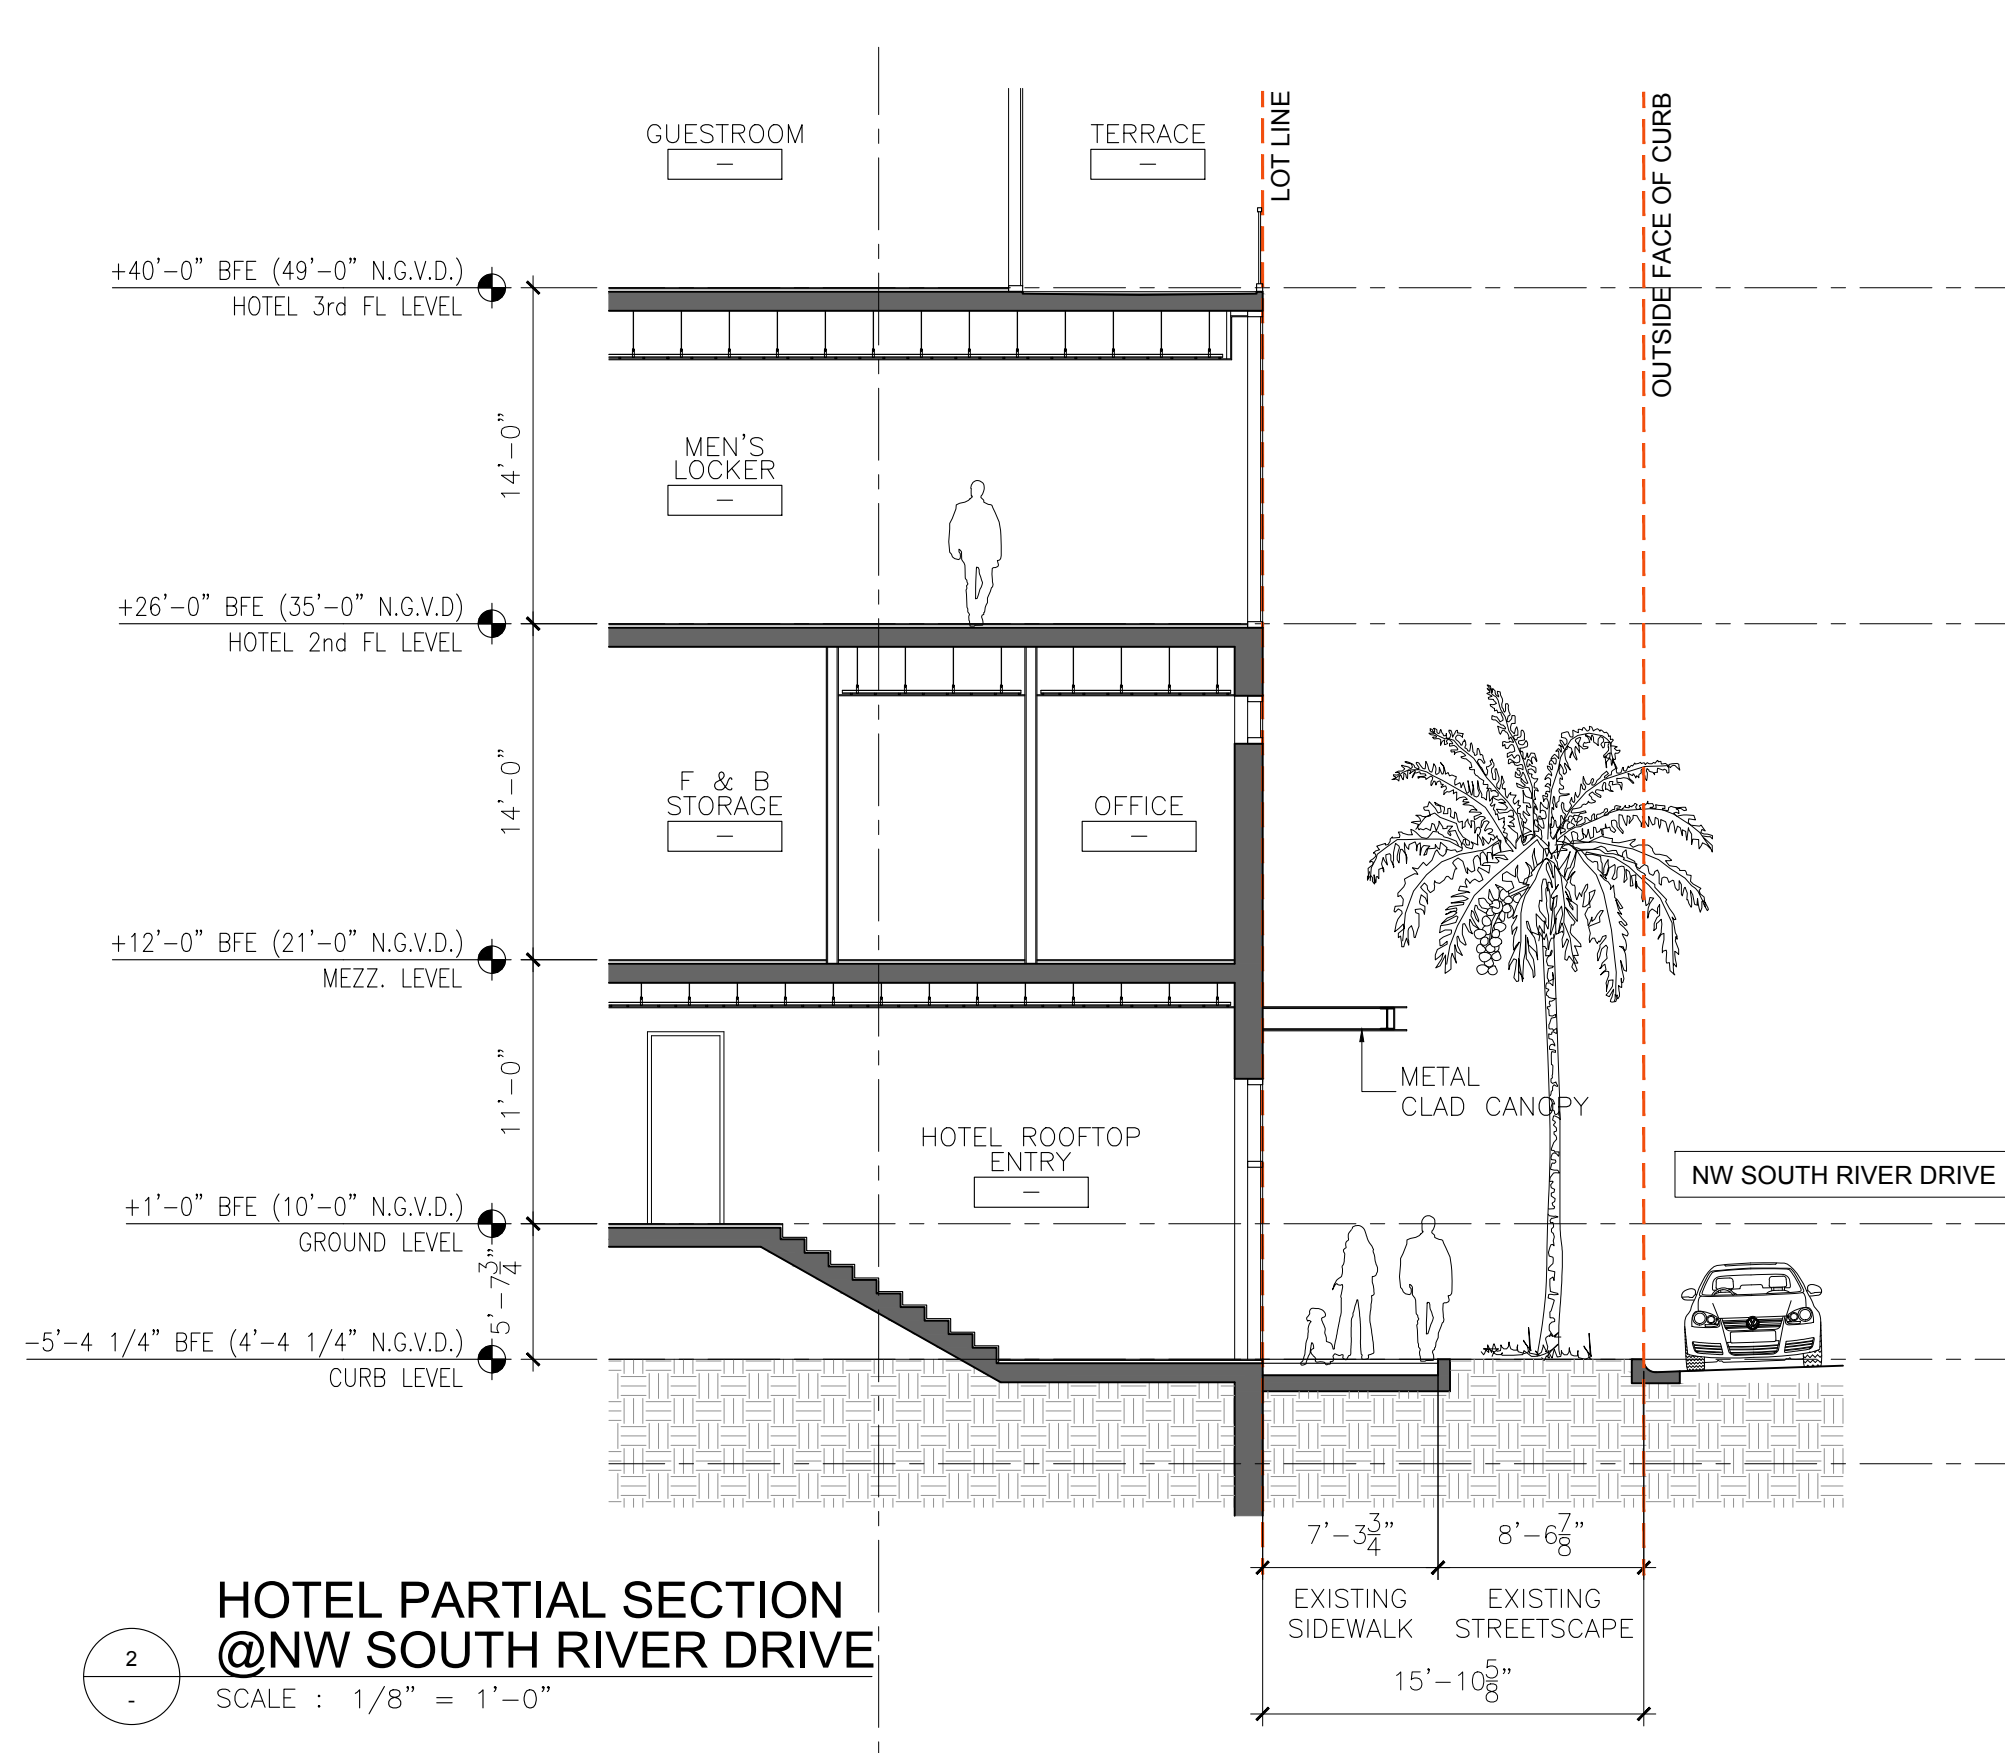 GUESTROOM
–
TERRACE
–
LOT LINE
OUTSIDE FACE OF CURB
+40'–0" BFE (49'–0" N.G.V.D.)
HOTEL 3rd FL LEVEL
14'–0"
MEN'S
LOCKER
–
+26'–0" BFE (35'–0" N.G.V.D)
HOTEL 2nd FL LEVEL
14'–0"
F & B
STORAGE
–
OFFICE
–
+12'–0" BFE (21'–0" N.G.V.D.)
MEZZ. LEVEL
11'–0"
METAL
CLAD CANOPY
HOTEL ROOFTOP
ENTRY
–
NW SOUTH RIVER DRIVE
+1'–0" BFE (10'–0" N.G.V.D.)
GROUND LEVEL
5'–7 3/4"
–5'–4 1/4" BFE (4'–4 1/4" N.G.V.D.)
CURB LEVEL
7'–3 3/4"
8'–6 7/8"
EXISTING
SIDEWALK
EXISTING
STREETSCAPE
15'–10 5/8"
HOTEL PARTIAL SECTION
@NW SOUTH RIVER DRIVE
2
-
SCALE : 1/8" = 1'–0"